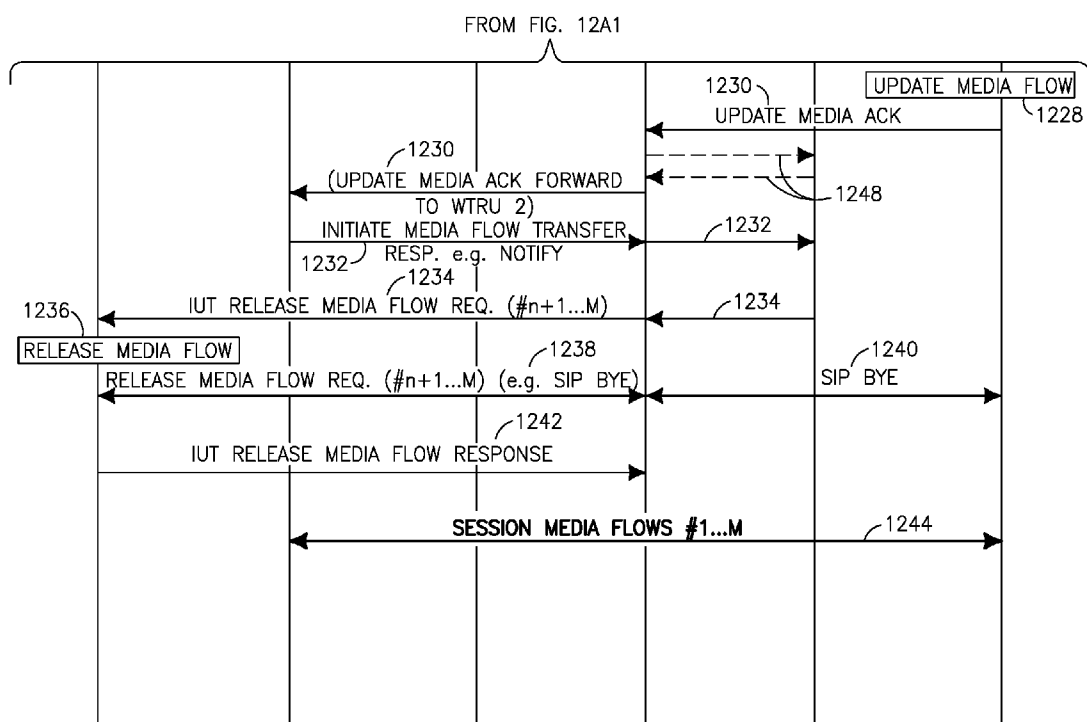 FROM FIG. 12A1
1230
UPDATE MEDIA FLOW
UPDATE MEDIA ACK
1228
1230
(UPDATE MEDIA ACK FORWARD
TO WTRU 2)
1248
INITIATE MEDIA FLOW TRANSFER
1232
1232
RESP. e.g. NOTIFY
1234
IUT RELEASE MEDIA FLOW REQ. (#n+1...M)
1234
1236
RELEASE MEDIA FLOW
1238
1240
RELEASE MEDIA FLOW REQ. (#n+1...M) (e.g. SIP BYE)
SIP BYE
1242
IUT RELEASE MEDIA FLOW RESPONSE
SESSION MEDIA FLOWS #1...M
1244